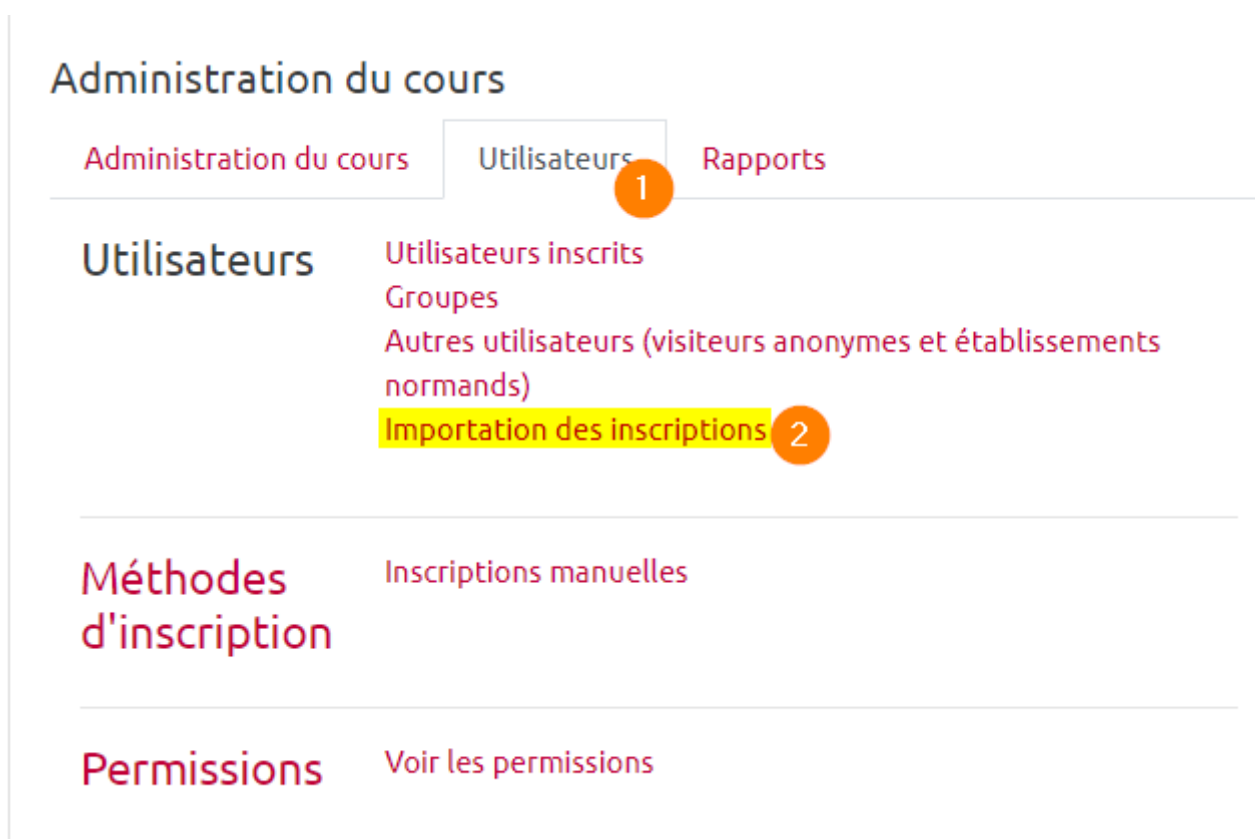 Administration du cours
Administration du cours Utilisateurs Rapports
1
Utilisateurs
Utilisateurs inscrits
Groupes
Autres utilisateurs (visiteurs anonymes et établissements
normands)
Importation des inscriptions 2
Méthodes
d'inscription
Inscriptions manuelles
Permissions
Voir les permissions